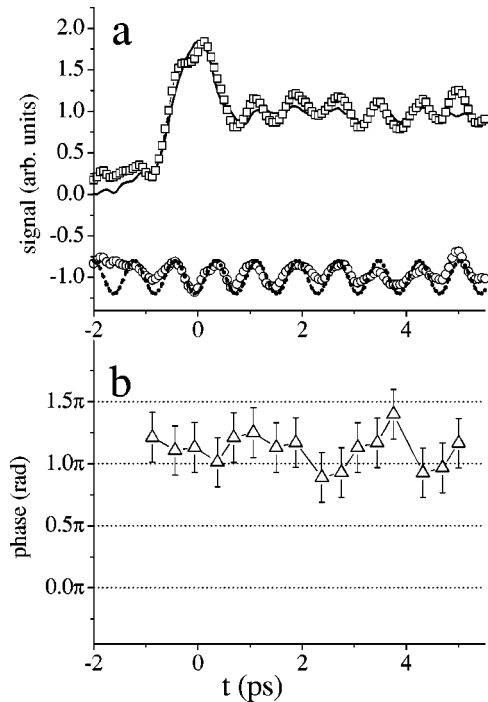 a
2.0
1.5
1.0
0.5
0.0
-0.5
-1.0
signal (arb. units)
-2 0 2 4
b
1.5π
1.0π
0.5π
0.0π
phase (rad)
-2 0 2 4
t (ps)